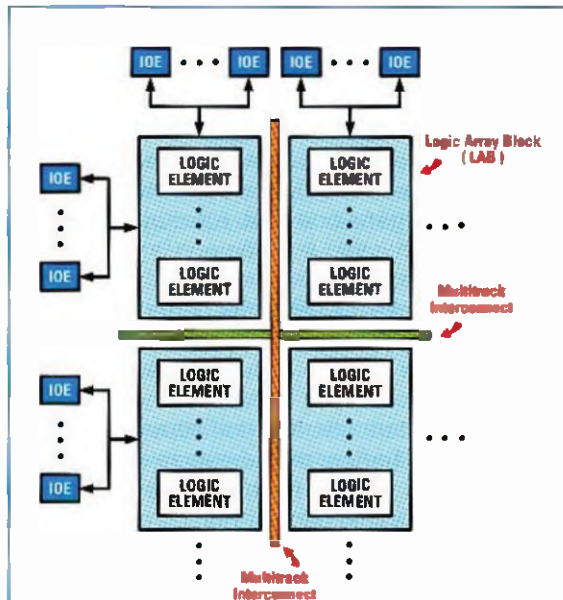 IOE IOE IOE IOE
Logic Array Block
( LAB )
LOGIC
ELEMENT
LOGIC
ELEMENT
IOE
IOE
LOGIC
ELEMENT
LOGIC
ELEMENT
Multitrack
Interconnect
LOGIC
ELEMENT
LOGIC
ELEMENT
IOE
IOE
LOGIC
ELEMENT
LOGIC
ELEMENT
Multitrack
Interconnect